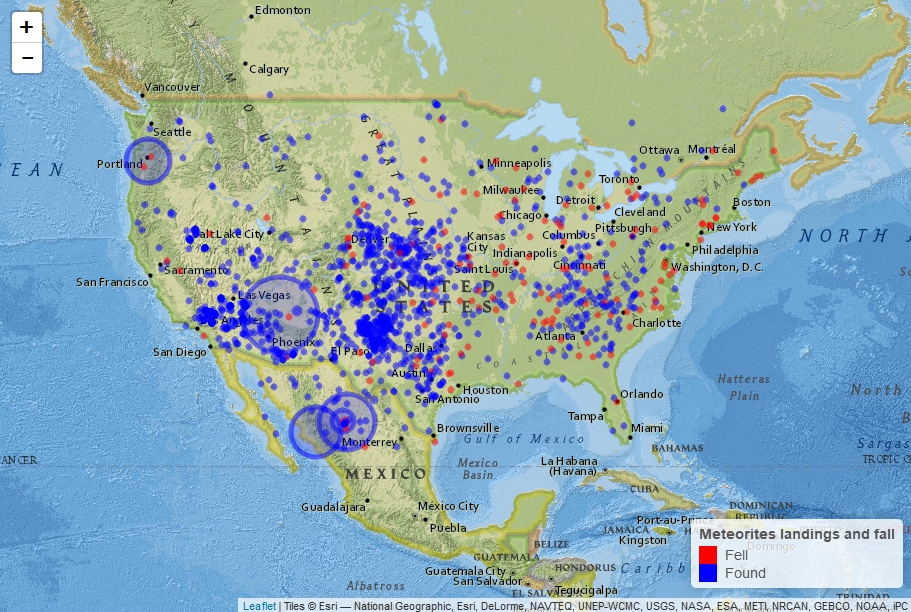 +
−
Edmonton
Calgary
Vancouver
Seattle
Portland
Ottawa
Montréal
Minneapolis
Toronto
Milwaukee
Detroit
Boston
Chicago
Cleveland
New York
Pittsburgh
Salt Lake City
Denver
Kansas
City
Columbus
Indianapolis
Philadelphia
Cincinnati
Saint Louis
Washington, D.C.
Sacramento
San Francisco
Las Vegas
UNITED
STATES
Los Angeles
Charlotte
Phoenix
Atlanta
San Diego
El Paso
Dallas
COASTAL
Austin
Houston
San Antonio
Orlando
Tampa
Brownsville
Miami
Monterrey
Gulf of Mexico
BAHAMAS
MEXICO
Mexico
Basin
La Habana
(Havana)
CUBA
Hatteras
Plain
NORTH
North
Sargas
TROPIC O
ANCER
EAN
GREAT PLAIN
APPALACHIAN MOUNTAINS
Guadalajara
Mexico City
Puebla
BELIZE
JAMAICA
Port-au-Prince
Kingston
DOMINICAN
REPUBLIC
Domingo
GUATEMALA
HONDORUS
Guatemala City
San Salvador
EL SALV
Tegucigalpa
Caribb
Albatross
TRINIDAD
Meteorites landings and fall
Fell
Found
Leaflet | Tiles © Esri — National Geographic, Esri, DeLorme, NAVTEQ, UNEP-WCMC, USGS, NASA, ESA, METI, NRCAN, GEBCO, NOAA, iPC